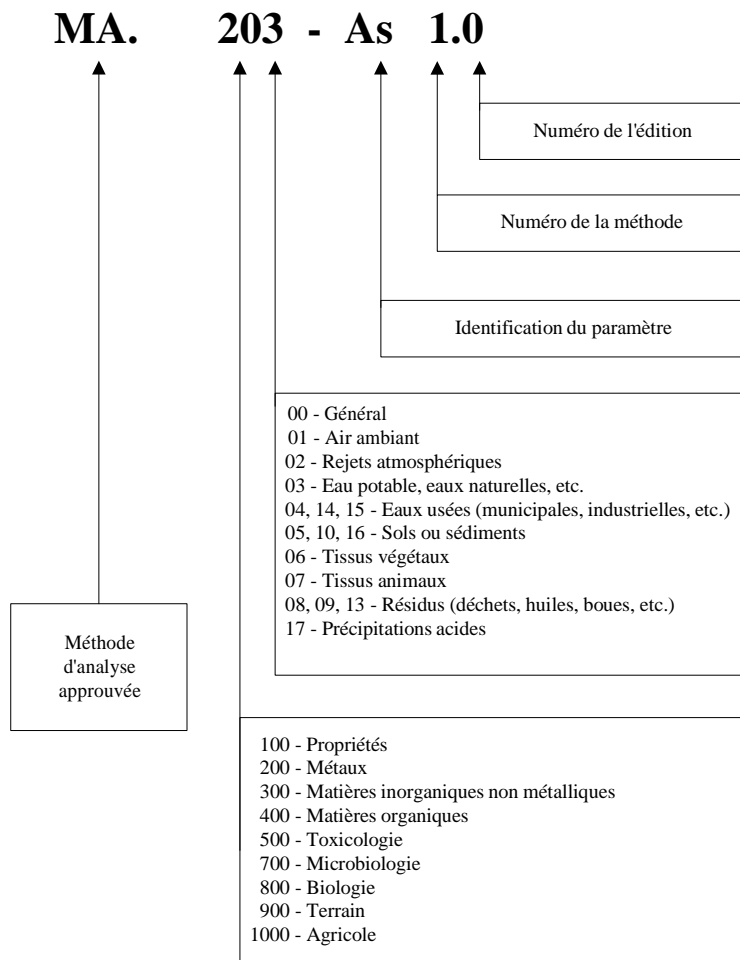 MA. 203 - As 1.0
Numéro de l'édition
Numéro de la méthode
Identification du paramètre
00 - Général
01 - Air ambiant
02 - Rejets atmosphériques
03 - Eau potable, eaux naturelles, etc.
04, 14, 15 - Eaux usées (municipales, industrielles, etc.)
05, 10, 16 - Sols ou sédiments
06 - Tissus végétaux
07 - Tissus animaux
08, 09, 13 - Résidus (déchets, huiles, boues, etc.)
17 - Précipitations acides
Méthode
d'analyse
approuvée
100 - Propriétés
200 - Métaux
300 - Matières inorganiques non métalliques
400 - Matières organiques
500 - Toxicologie
700 - Microbiologie
800 - Biologie
900 - Terrain
1000 - Agricole